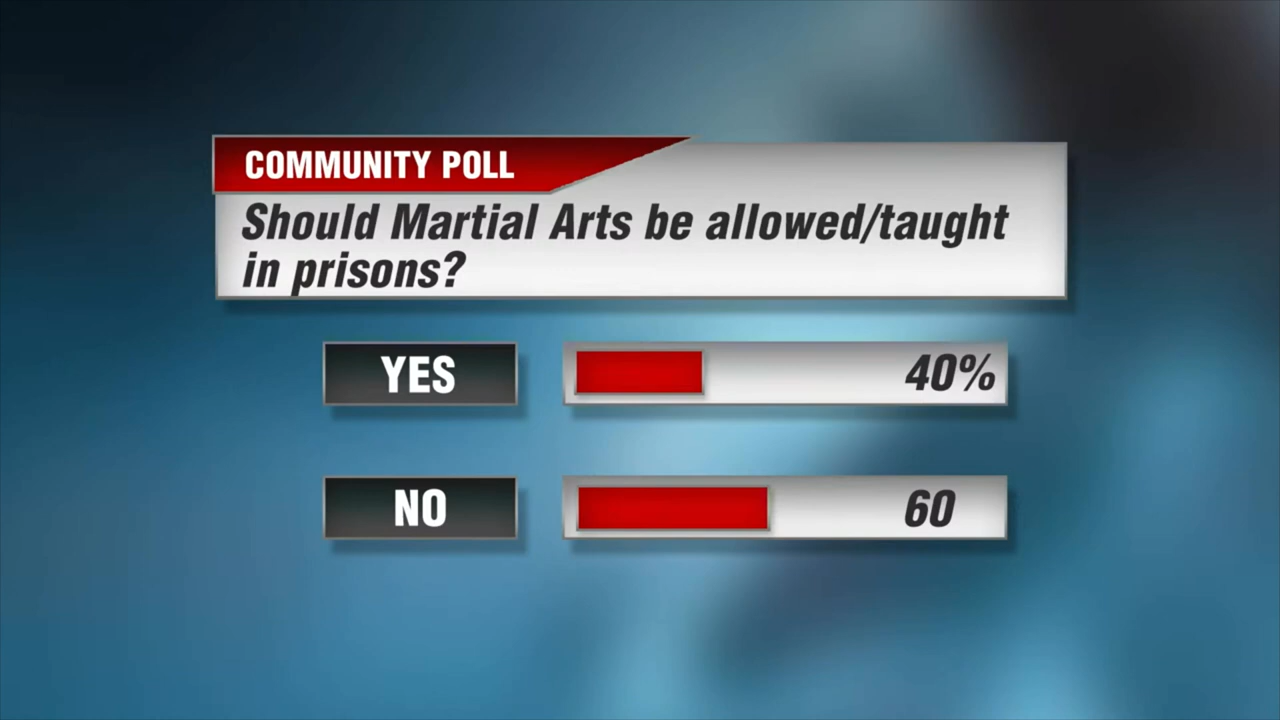 COMMUNITY POLL
Should Martial Arts be allowed/taught
in prisons?
YES 40%
NO 60